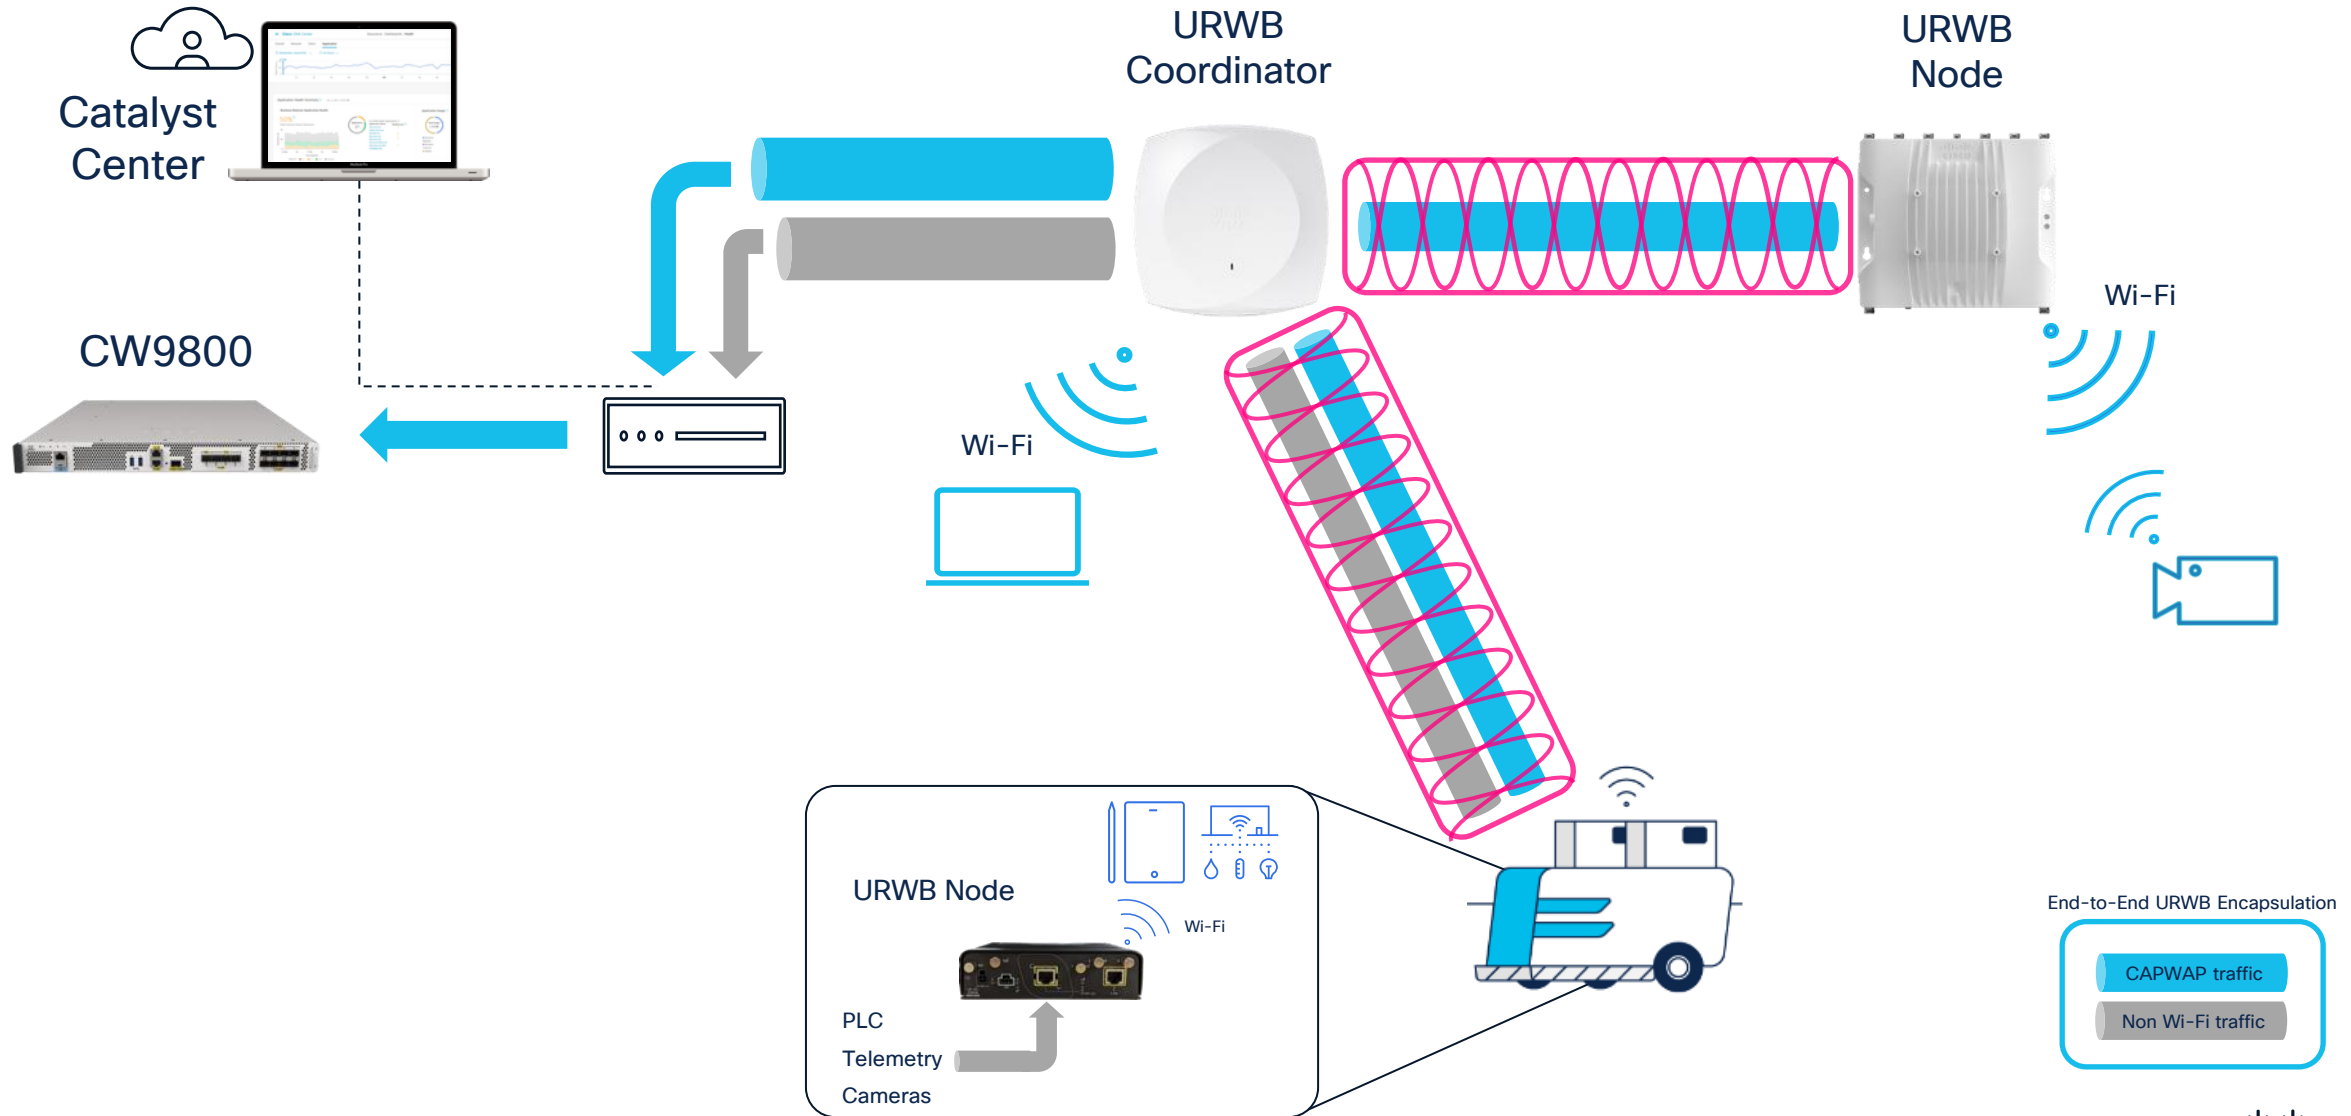 URWB
Coordinator
URWB
Node
Catalyst
Center
Wi-Fi
CW9800
Wi-Fi
URWB Node
Wi-Fi
PLC
Telemetry
Cameras
End-to-End URWB Encapsulation
CAPWAP traffic
Non Wi-Fi traffic